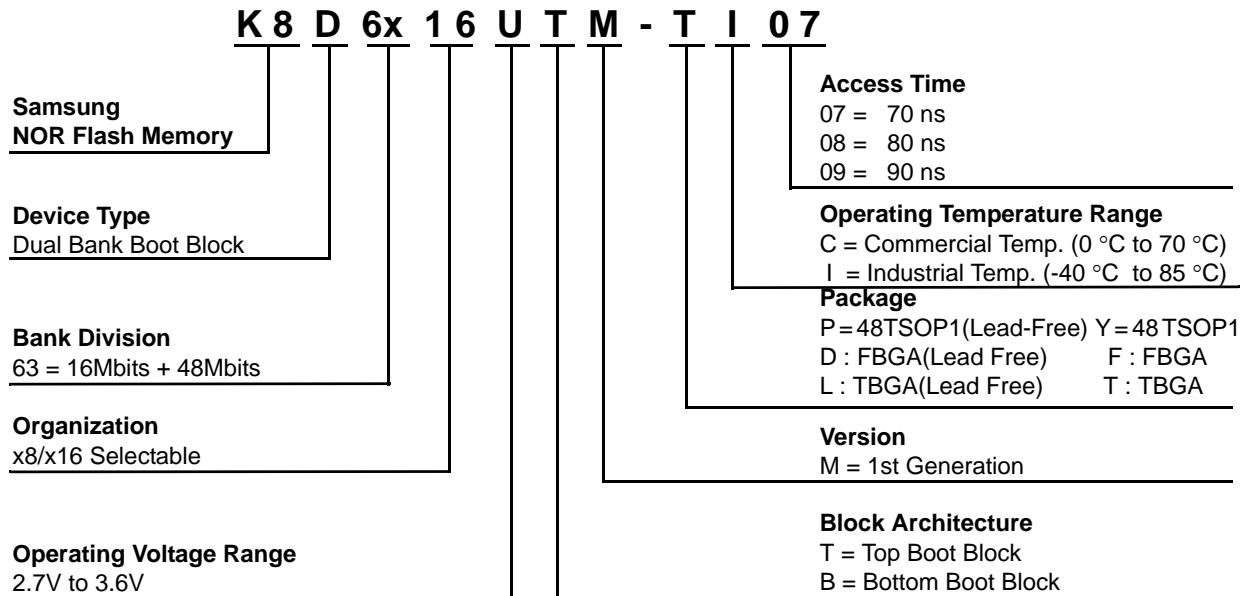 K 8 D 6x 1 6 U T M - T I 0 7
Samsung
NOR Flash Memory
Device Type
Dual Bank Boot Block
Bank Division
63 = 16Mbits + 48Mbits
Organization
x8/x16 Selectable
Operating Voltage Range
2.7V to 3.6V
Access Time
07 = 70 ns
08 = 80 ns
09 = 90 ns
Operating Temperature Range
C = Commercial Temp. (0 °C to 70 °C)
I = Industrial Temp. (-40 °C to 85 °C)
Package
P = 48TSOP1(Lead-Free) Y = 48 TSOP1
D : FBGA(Lead Free) F : FBGA
L : TBGA(Lead Free) T : TBGA
Version
M = 1st Generation
Block Architecture
T = Top Boot Block
B = Bottom Boot Block